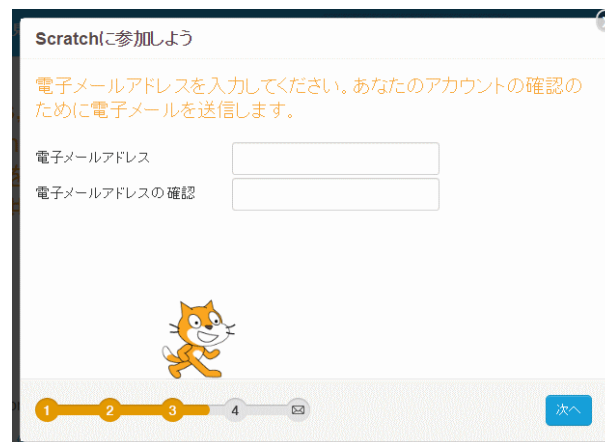 Scratchに参加しよう
電子メールアドレスを入力してください。あなたのアカウントの確認の
ために電子メールを送信します。
電子メールアドレス
電子メールアドレスの確認
1 2 3 4
次へ